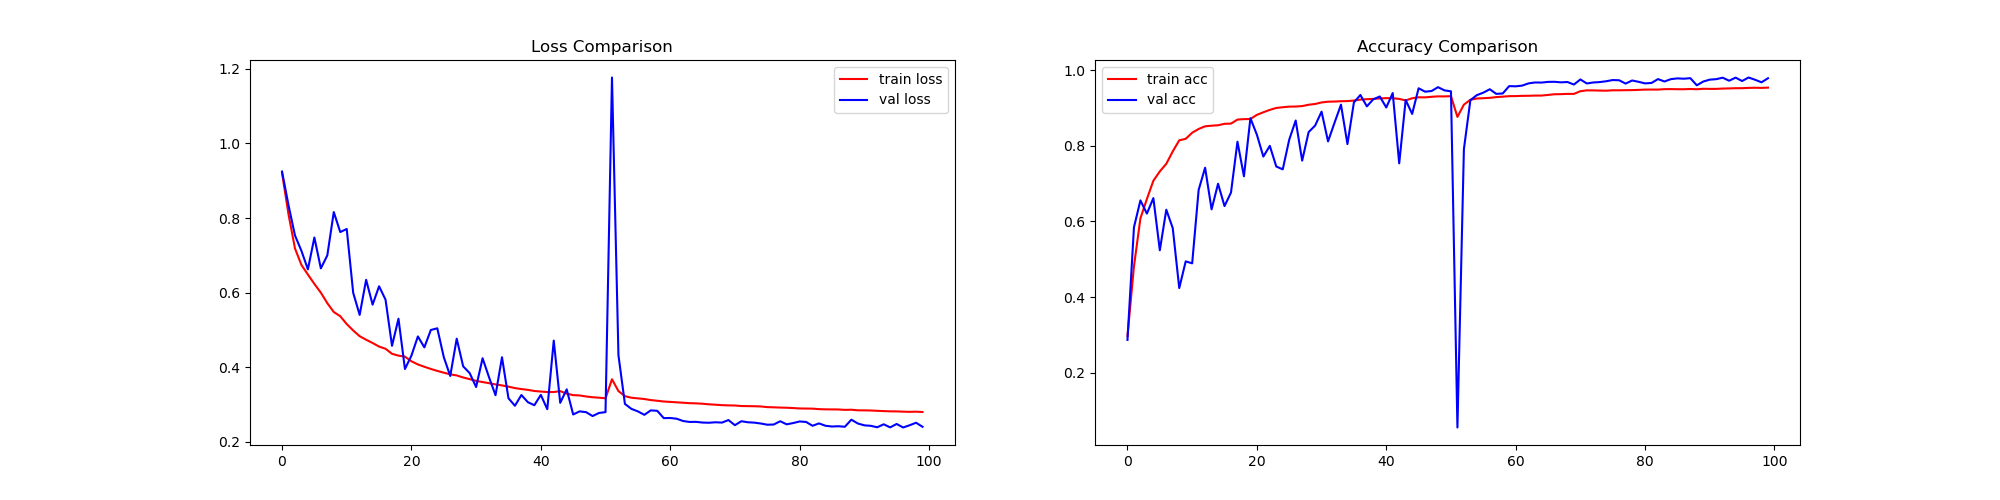 Loss Comparison
train loss
val loss
1.2
1.0
0.8
0.6
0.4
0.2
0 20 40 60 80 100
Accuracy Comparison
train acc
val acc
1.0
0.8
0.6
0.4
0.2
0 20 40 60 80 100